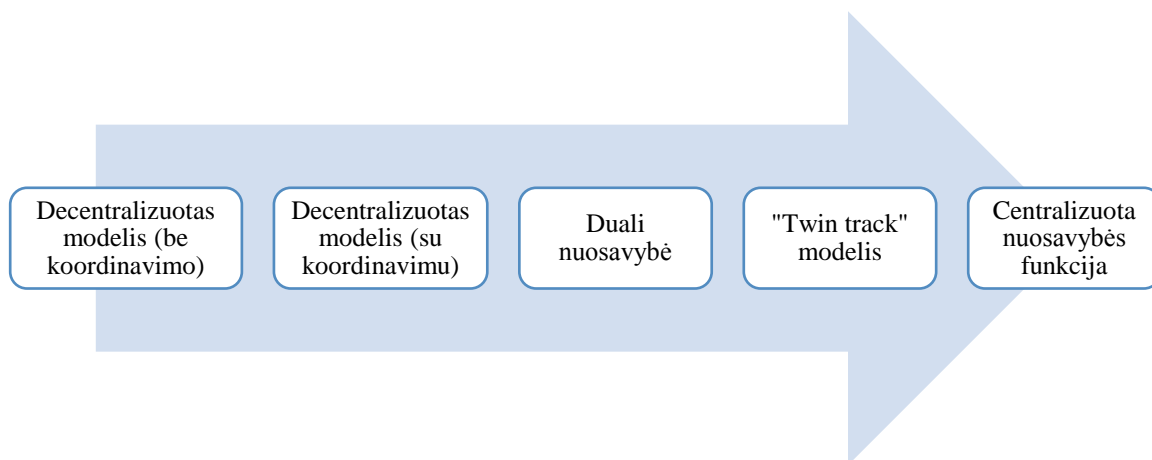 Decentralizuotas
modelis (be
koordinavimo)
Decentralizuotas
modelis (su
koordinavimu)
Duali
nuosavybė
"Twin track"
modelis
Centralizuota
nuosavybės
funkcija